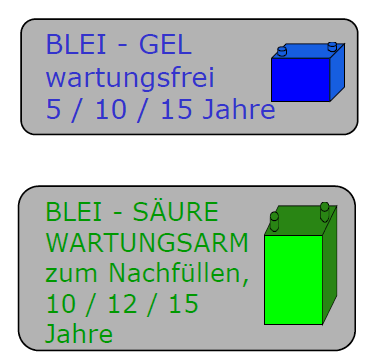 BLEI - GEL
wartungsfrei
5 / 10 / 15 Jahre
BLEI - SÄURE
WARTUNGSARM
zum Nachfüllen,
10 / 12 / 15
Jahre